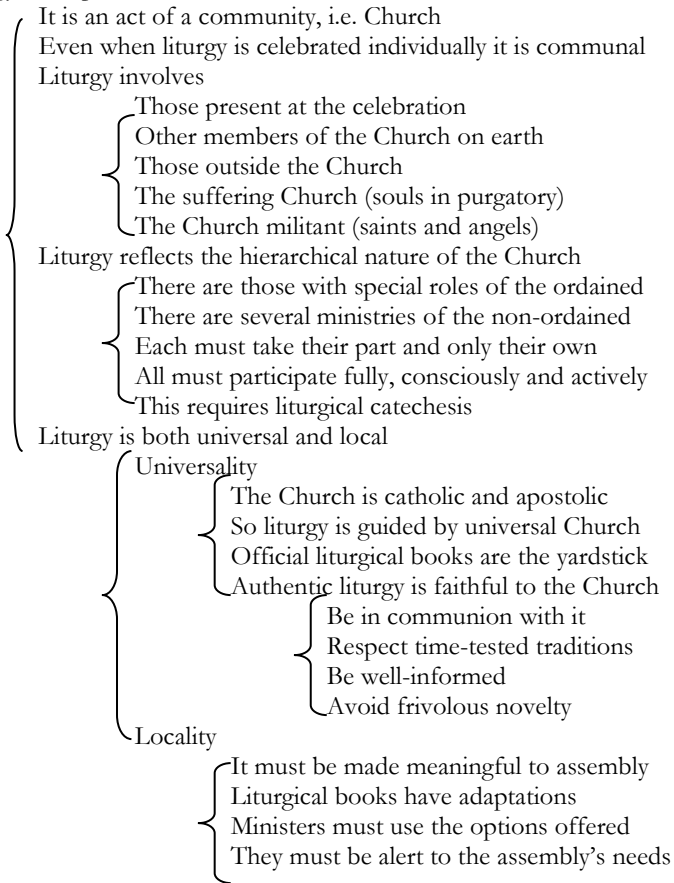 It is an act of a community, i.e. Church
Even when liturgy is celebrated individually it is communal
Liturgy involves
Those present at the celebration
Other members of the Church on earth
Those outside the Church
The suffering Church (souls in purgatory)
The Church militant (saints and angels)
Liturgy reflects the hierarchical nature of the Church
There are those with special roles of the ordained
There are several ministries of the non-ordained
Each must take their part and only their own
All must participate fully, consciously and actively
This requires liturgical catechesis
Liturgy is both universal and local
Universality
The Church is catholic and apostolic
So liturgy is guided by universal Church
Official liturgical books are the yardstick
Authentic liturgy is faithful to the Church
Be in communion with it
Respect time-tested traditions
Be well-informed
Avoid frivolous novelty
Locality
It must be made meaningful to assembly
Liturgical books have adaptations
Ministers must use the options offered
They must be alert to the assembly's needs